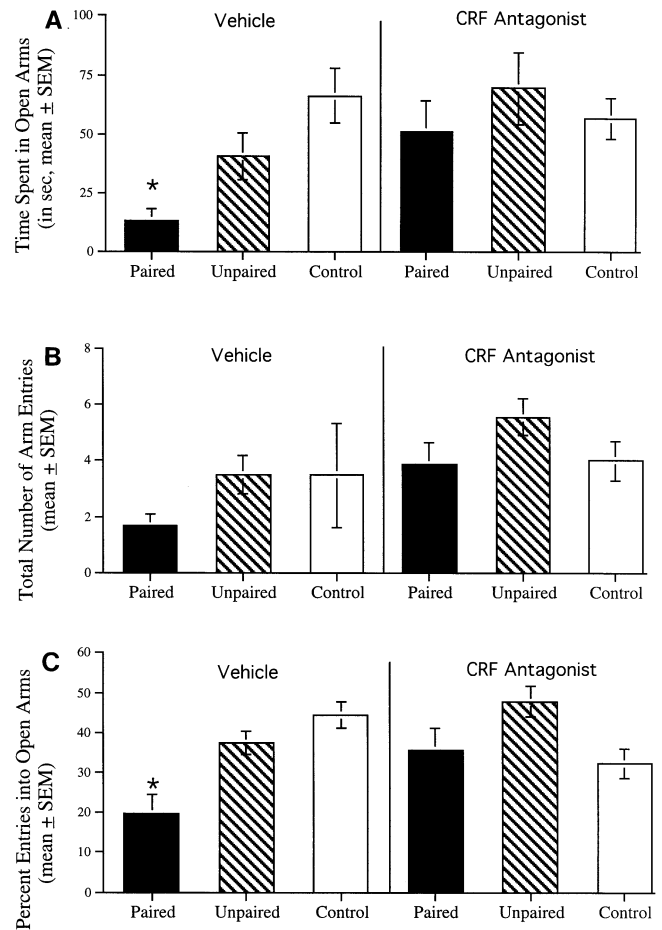 A
Vehicle
CRF Antagonist
Time Spent in Open Arms
(in sec, mean ± SEM)
100
75
50
25
0
*
Paired
Unpaired
Control
Paired
Unpaired
Control
B
Vehicle
CRF Antagonist
Total Number of Arm Entries
(mean ± SEM)
8
6
4
2
0
Paired
Unpaired
Control
Paired
Unpaired
Control
C
Vehicle
CRF Antagonist
Percent Entries into Open Arms
(mean ± SEM)
60
50
40
30
20
10
0
*
Paired
Unpaired
Control
Paired
Unpaired
Control